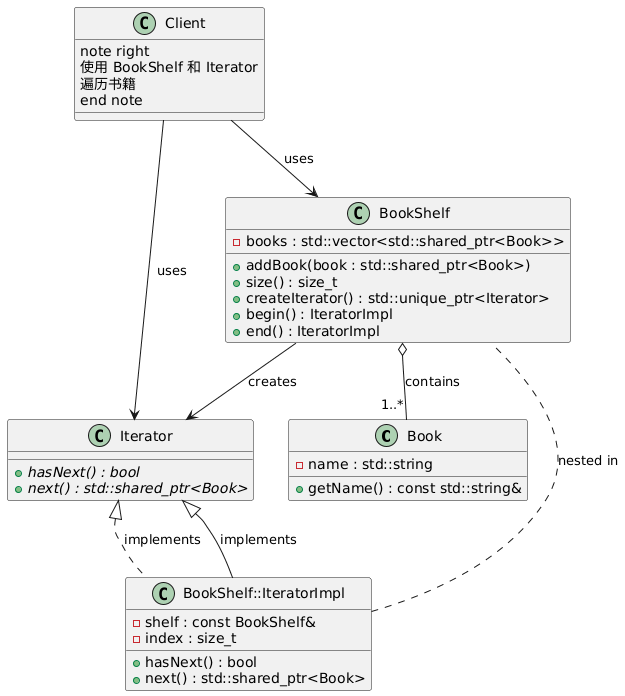 C Client
note right
使用 BookShelf 和 Iterator
遍历书籍
end note
uses
uses
C BookShelf
books : std::vector<std::shared_ptr<Book>>
addBook(book : std::shared_ptr<Book>)
size() : size_t
createIterator() : std::unique_ptr<Iterator>
begin() : IteratorImpl
end() : IteratorImpl
creates
contains
1..*
nested in
C Iterator
hasNext() : bool
next() : std::shared_ptr<Book>
C Book
name : std::string
getName() : const std::string&
implements
implements
C BookShelf::IteratorImpl
shelf : const BookShelf&
index : size_t
hasNext() : bool
next() : std::shared_ptr<Book>